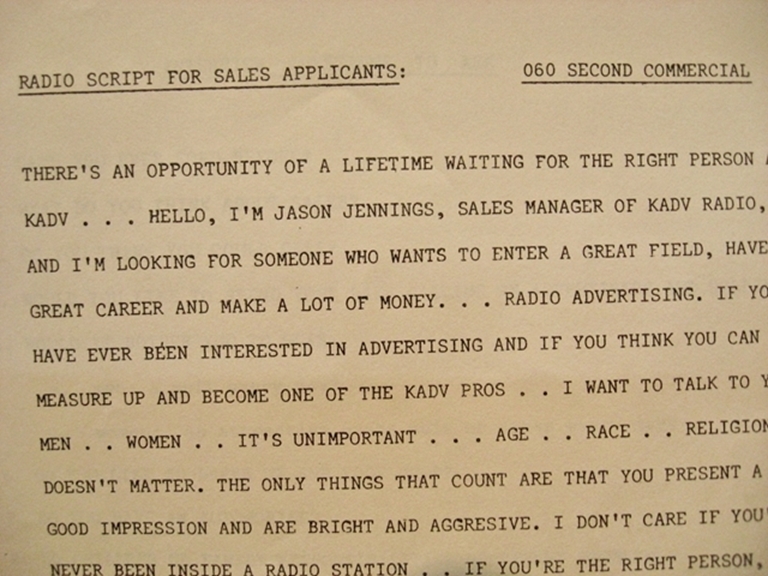 RADIO SCRIPT FOR SALES APPLICANTS: 060 SECOND COMMERCIAL
THERE'S AN OPPORTUNITY OF A LIFETIME WAITING FOR THE RIGHT PERSON
KADV . . . HELLO, I'M JASON JENNINGS, SALES MANAGER OF KADV RADIO,
AND I'M LOOKING FOR SOMEONE WHO WANTS TO ENTER A GREAT FIELD, HAVE
GREAT CAREER AND MAKE A LOT OF MONEY. . . RADIO ADVERTISING. IF YO
HAVE EVER BÉEN INTERESTED IN ADVERTISING AND IF YOU THINK YOU CAN
MEASURE UP AND BECOME ONE OF THE KADV PROS . . I WANT TO TALK TO Y
MEN . . WOMEN . . IT'S UNIMPORTANT . . . AGE . . RACE . . RELIGION
DOESN'T MATTER. THE ONLY THINGS THAT COUNT ARE THAT YOU PRESENT A
GOOD IMPRESSION AND ARE BRIGHT AND AGGRESIVE. I DON'T CARE IF YOU'
NEVER BEEN INSIDE A RADIO STATION . . IF YOU'RE THE RIGHT PERSON,